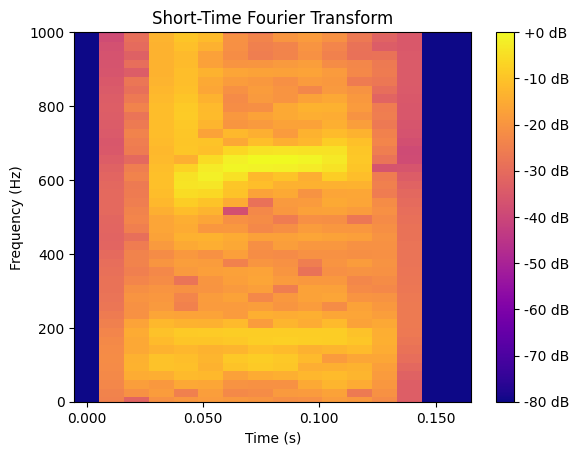 Short-Time Fourier Transform
1000
800
600
400
200
0
Frequency (Hz)
0.000
0.050
0.100
0.150
Time (s)
+0 dB
-10 dB
-20 dB
-30 dB
-40 dB
-50 dB
-60 dB
-70 dB
-80 dB